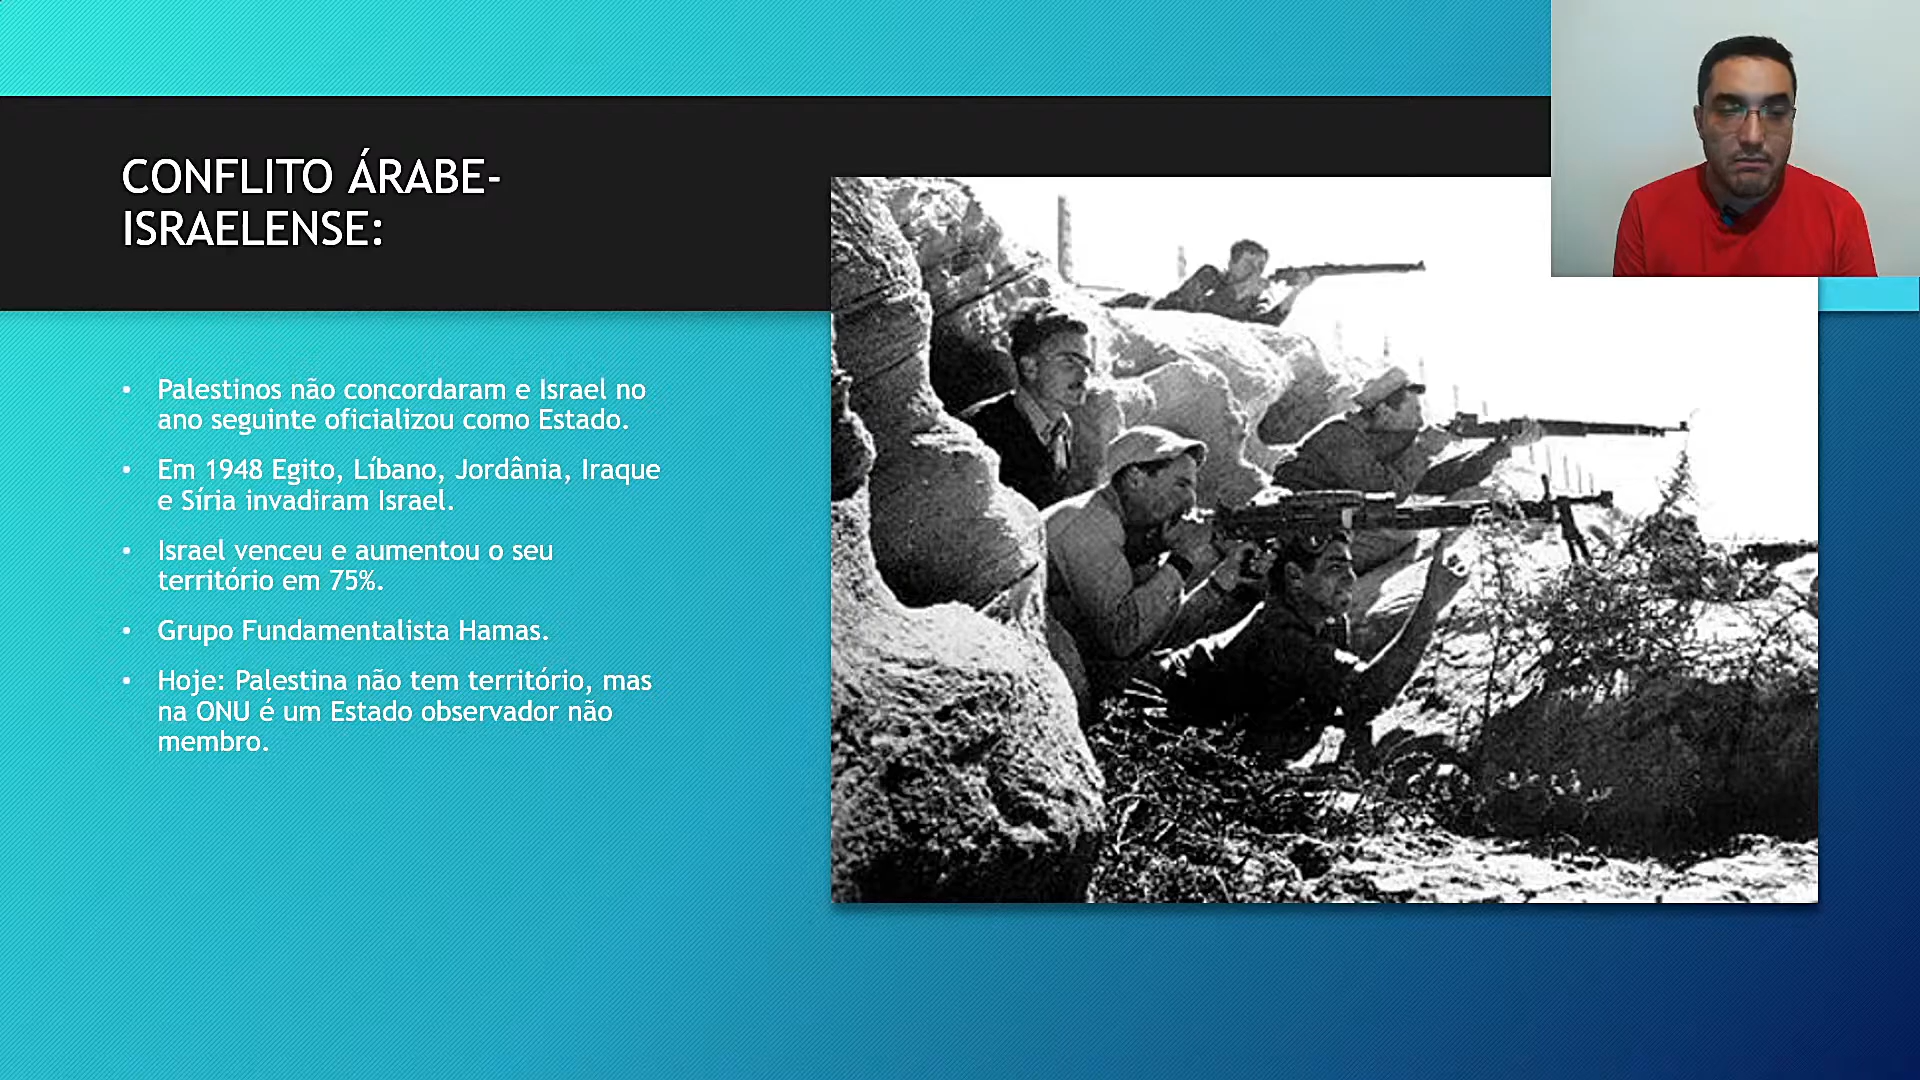 CONFLITO ÁRABE-
ISRAELENSE:
• Palestinos não concordaram e Israel no
ano seguinte oficializou como Estado.
• Em 1948 Egito, Líbano, Jordânia, Iraque
e Síria invadiram Israel.
• Israel venceu e aumentou o seu
território em 75%.
• Grupo Fundamentalista Hamas.
• Hoje: Palestina não tem território, mas
na ONU é um Estado observador não
membro.